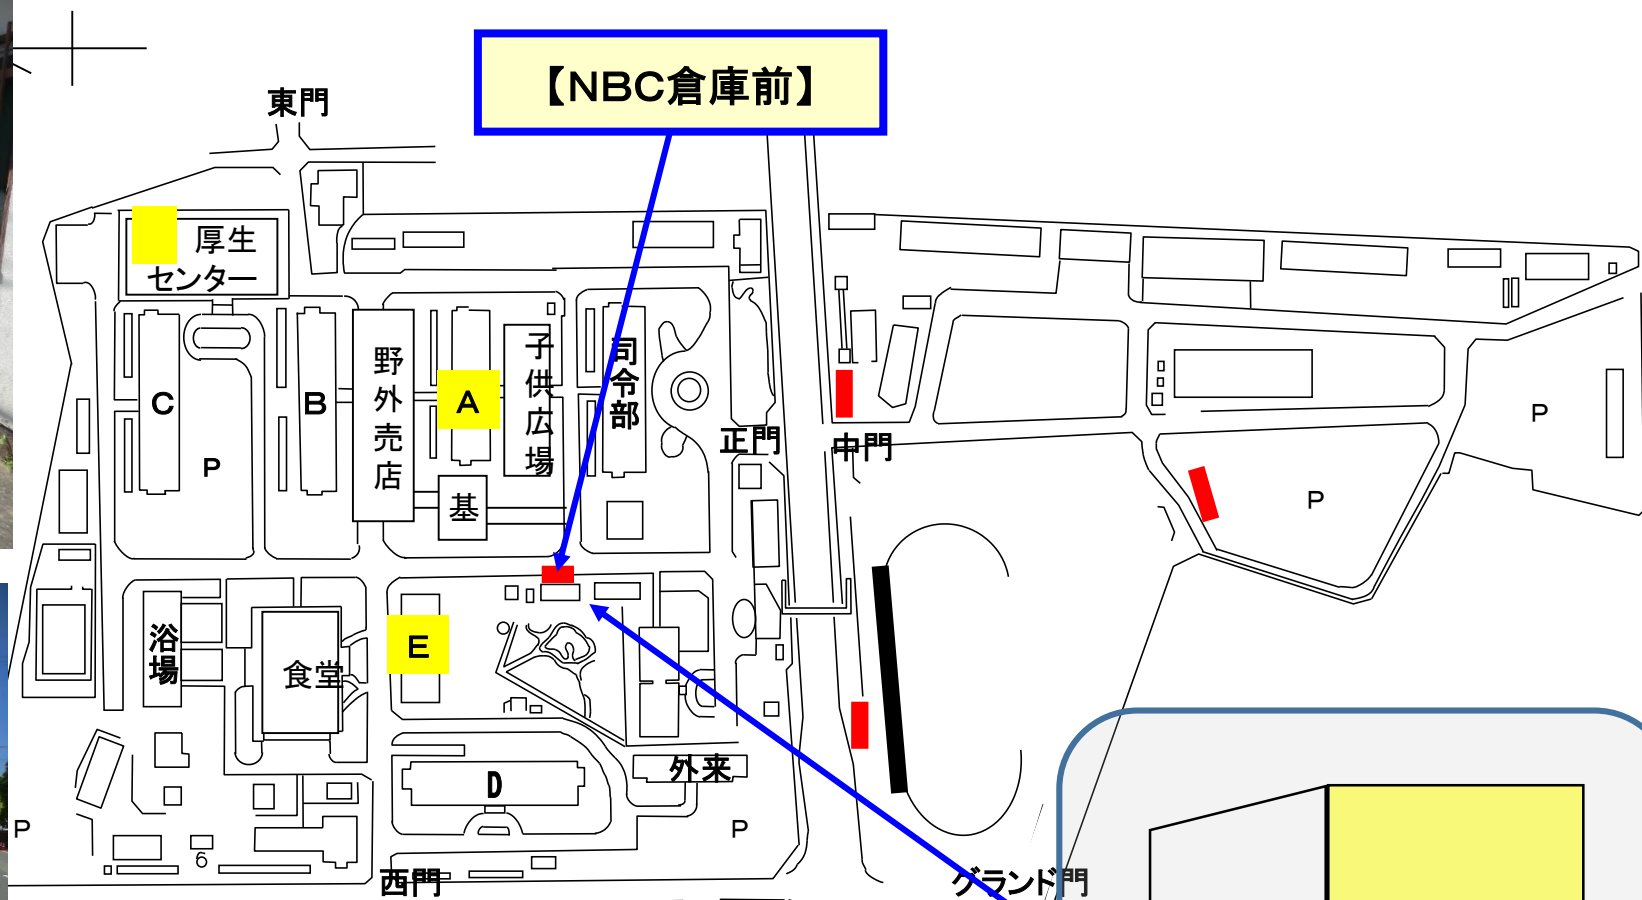 【NBC倉庫前】
東門
厚生
センター
子供広場
野外売店
司令部
C
B
A
P
正門
中門
P
P
基
浴場
食堂
E
外来
D
P
P
6
西門
グランド門